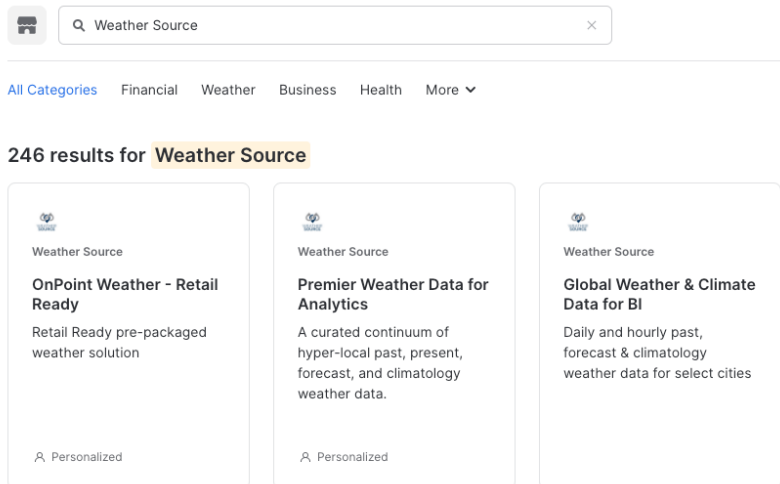 Weather Source
All Categories Financial Weather Business Health More
246 results for Weather Source
Weather Source
OnPoint Weather - Retail
Ready
Retail Ready pre-packaged
weather solution
Personalized
Weather Source
Premier Weather Data for
Analytics
A curated continuum of
hyper-local past, present,
forecast, and climatology
weather data.
Personalized
Weather Source
Global Weather & Climate
Data for BI
Daily and hourly past,
forecast & climatology
weather data for select cities